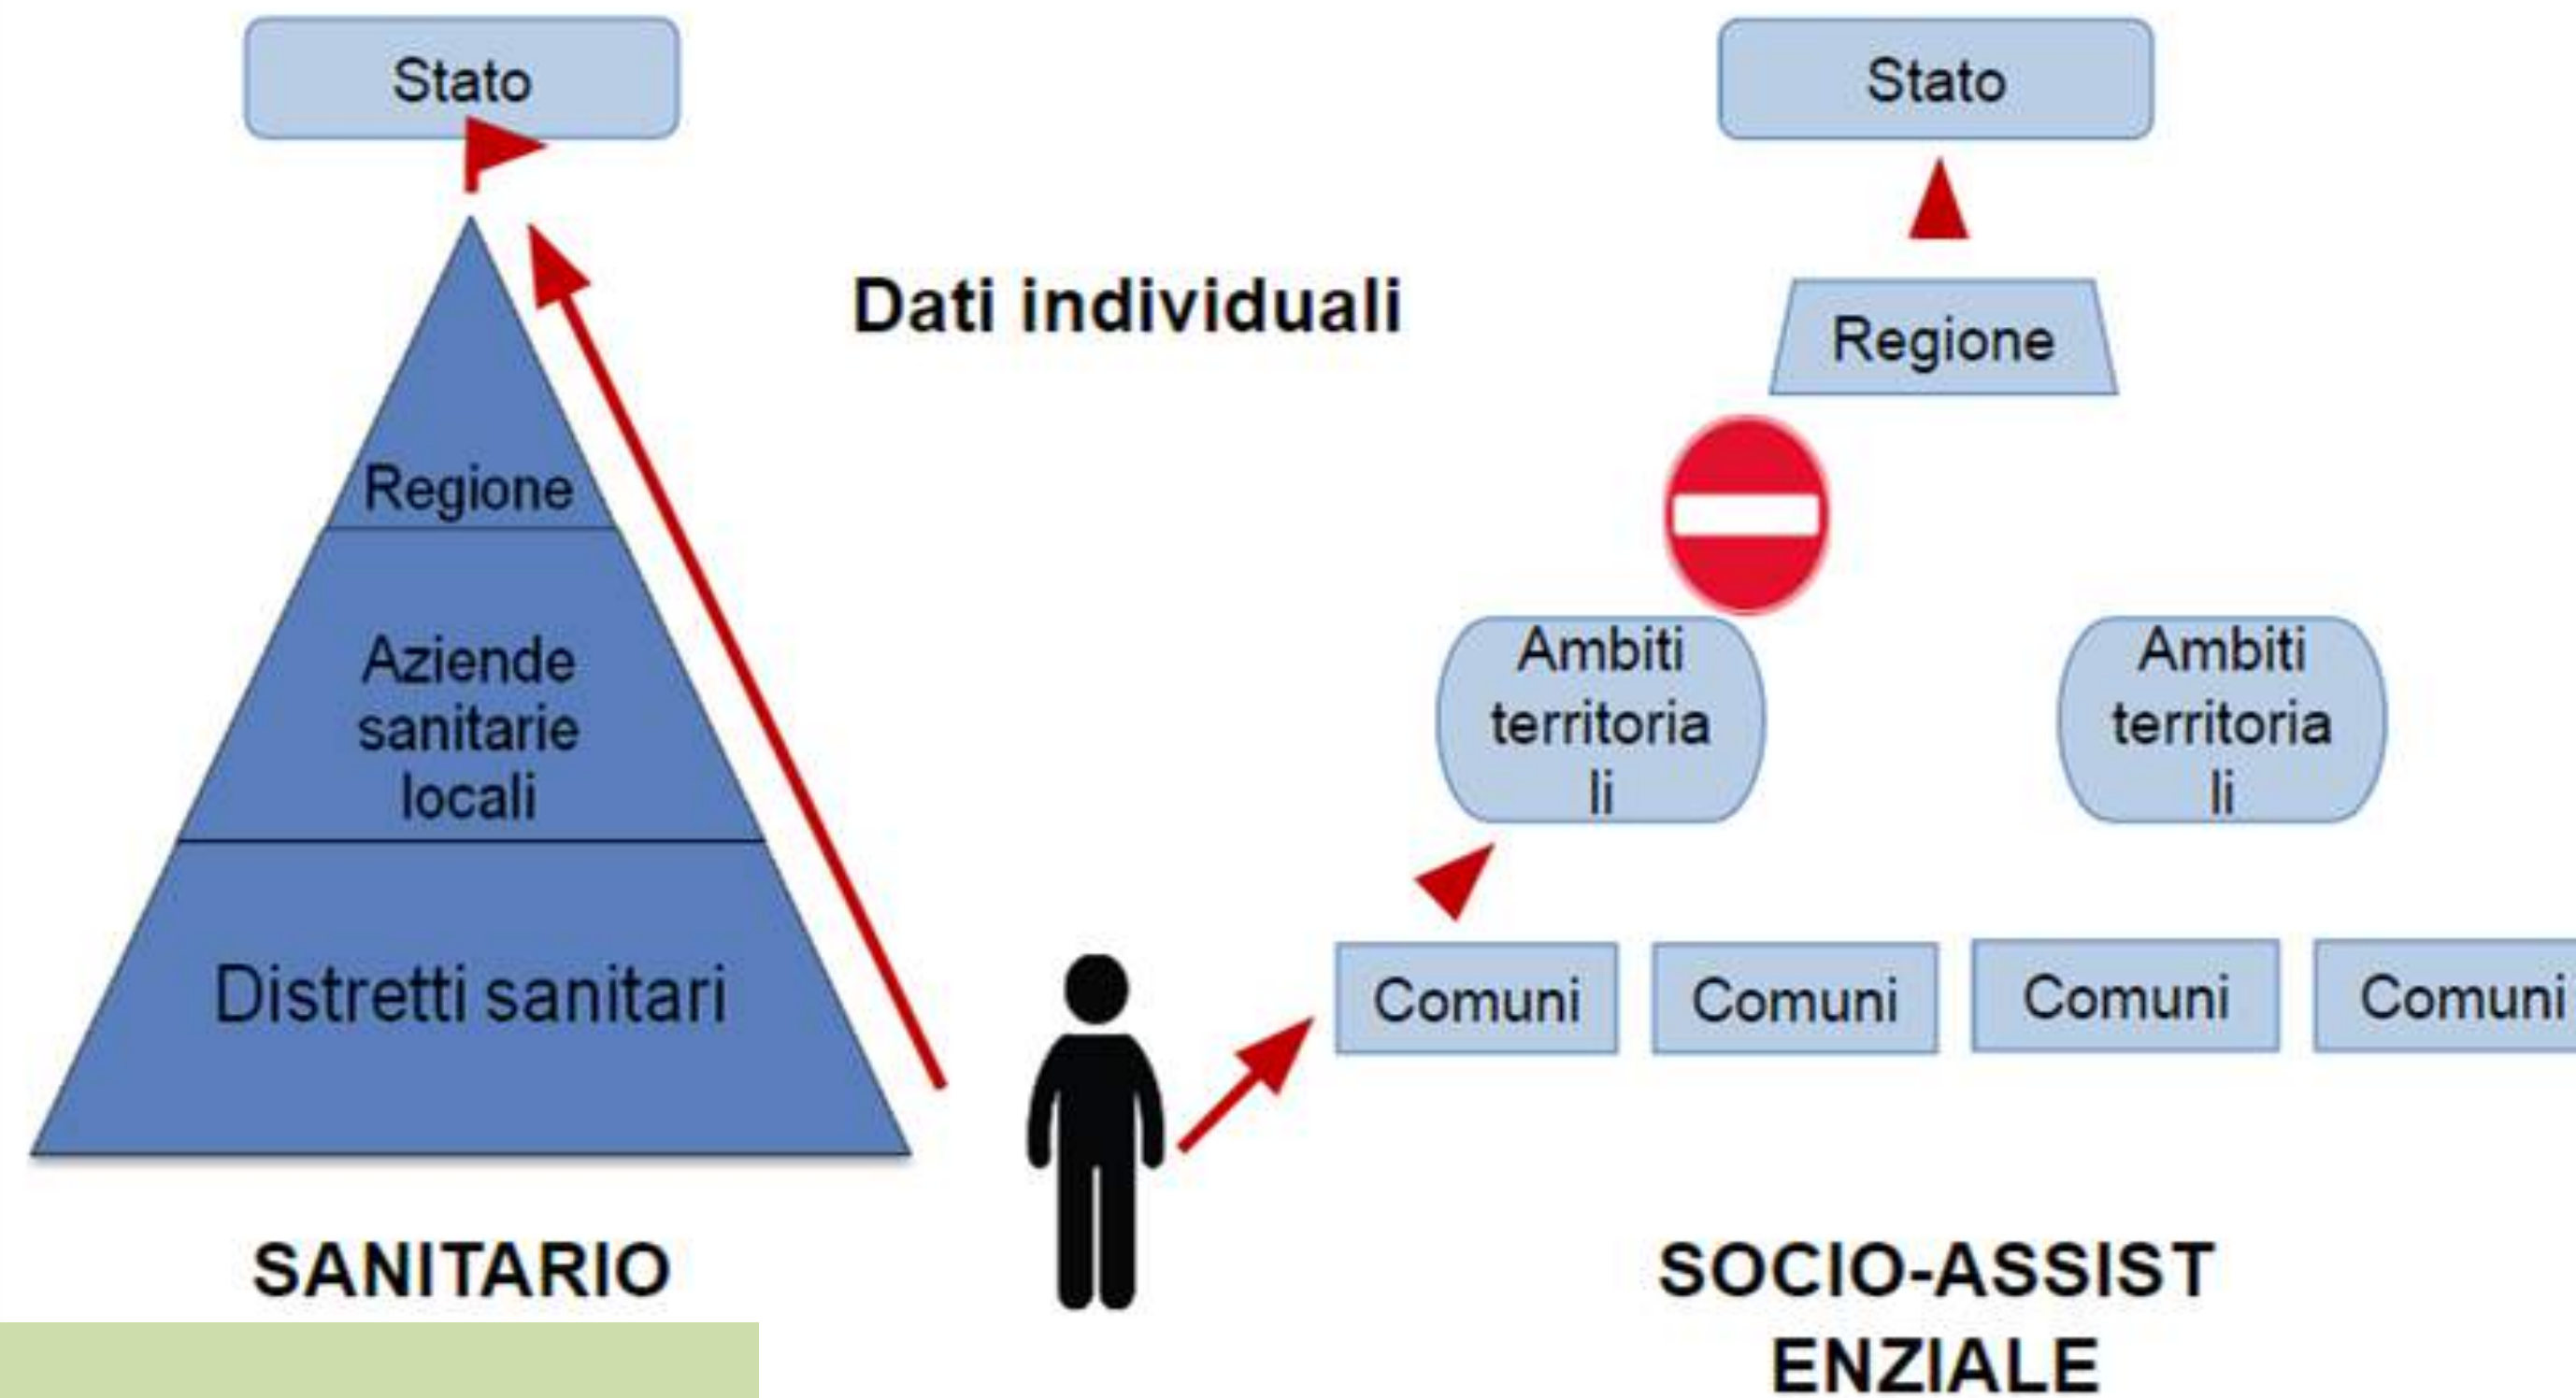 Stato
Regione
Aziende
sanitarie
locali
Distretti sanitari
SANITARIO
Dati individuali
Stato
Regione
Ambiti
territoria
li
Ambiti
territoria
li
Comuni
Comuni
Comuni
Comuni
SOCIO-ASSIST
ENZIALE